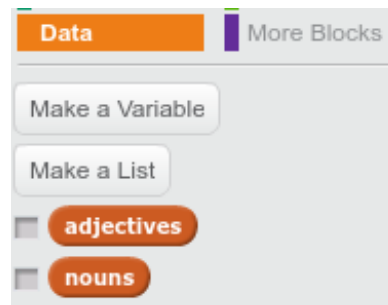 Data More Blocks
Make a Variable
Make a List
adjectives
nouns